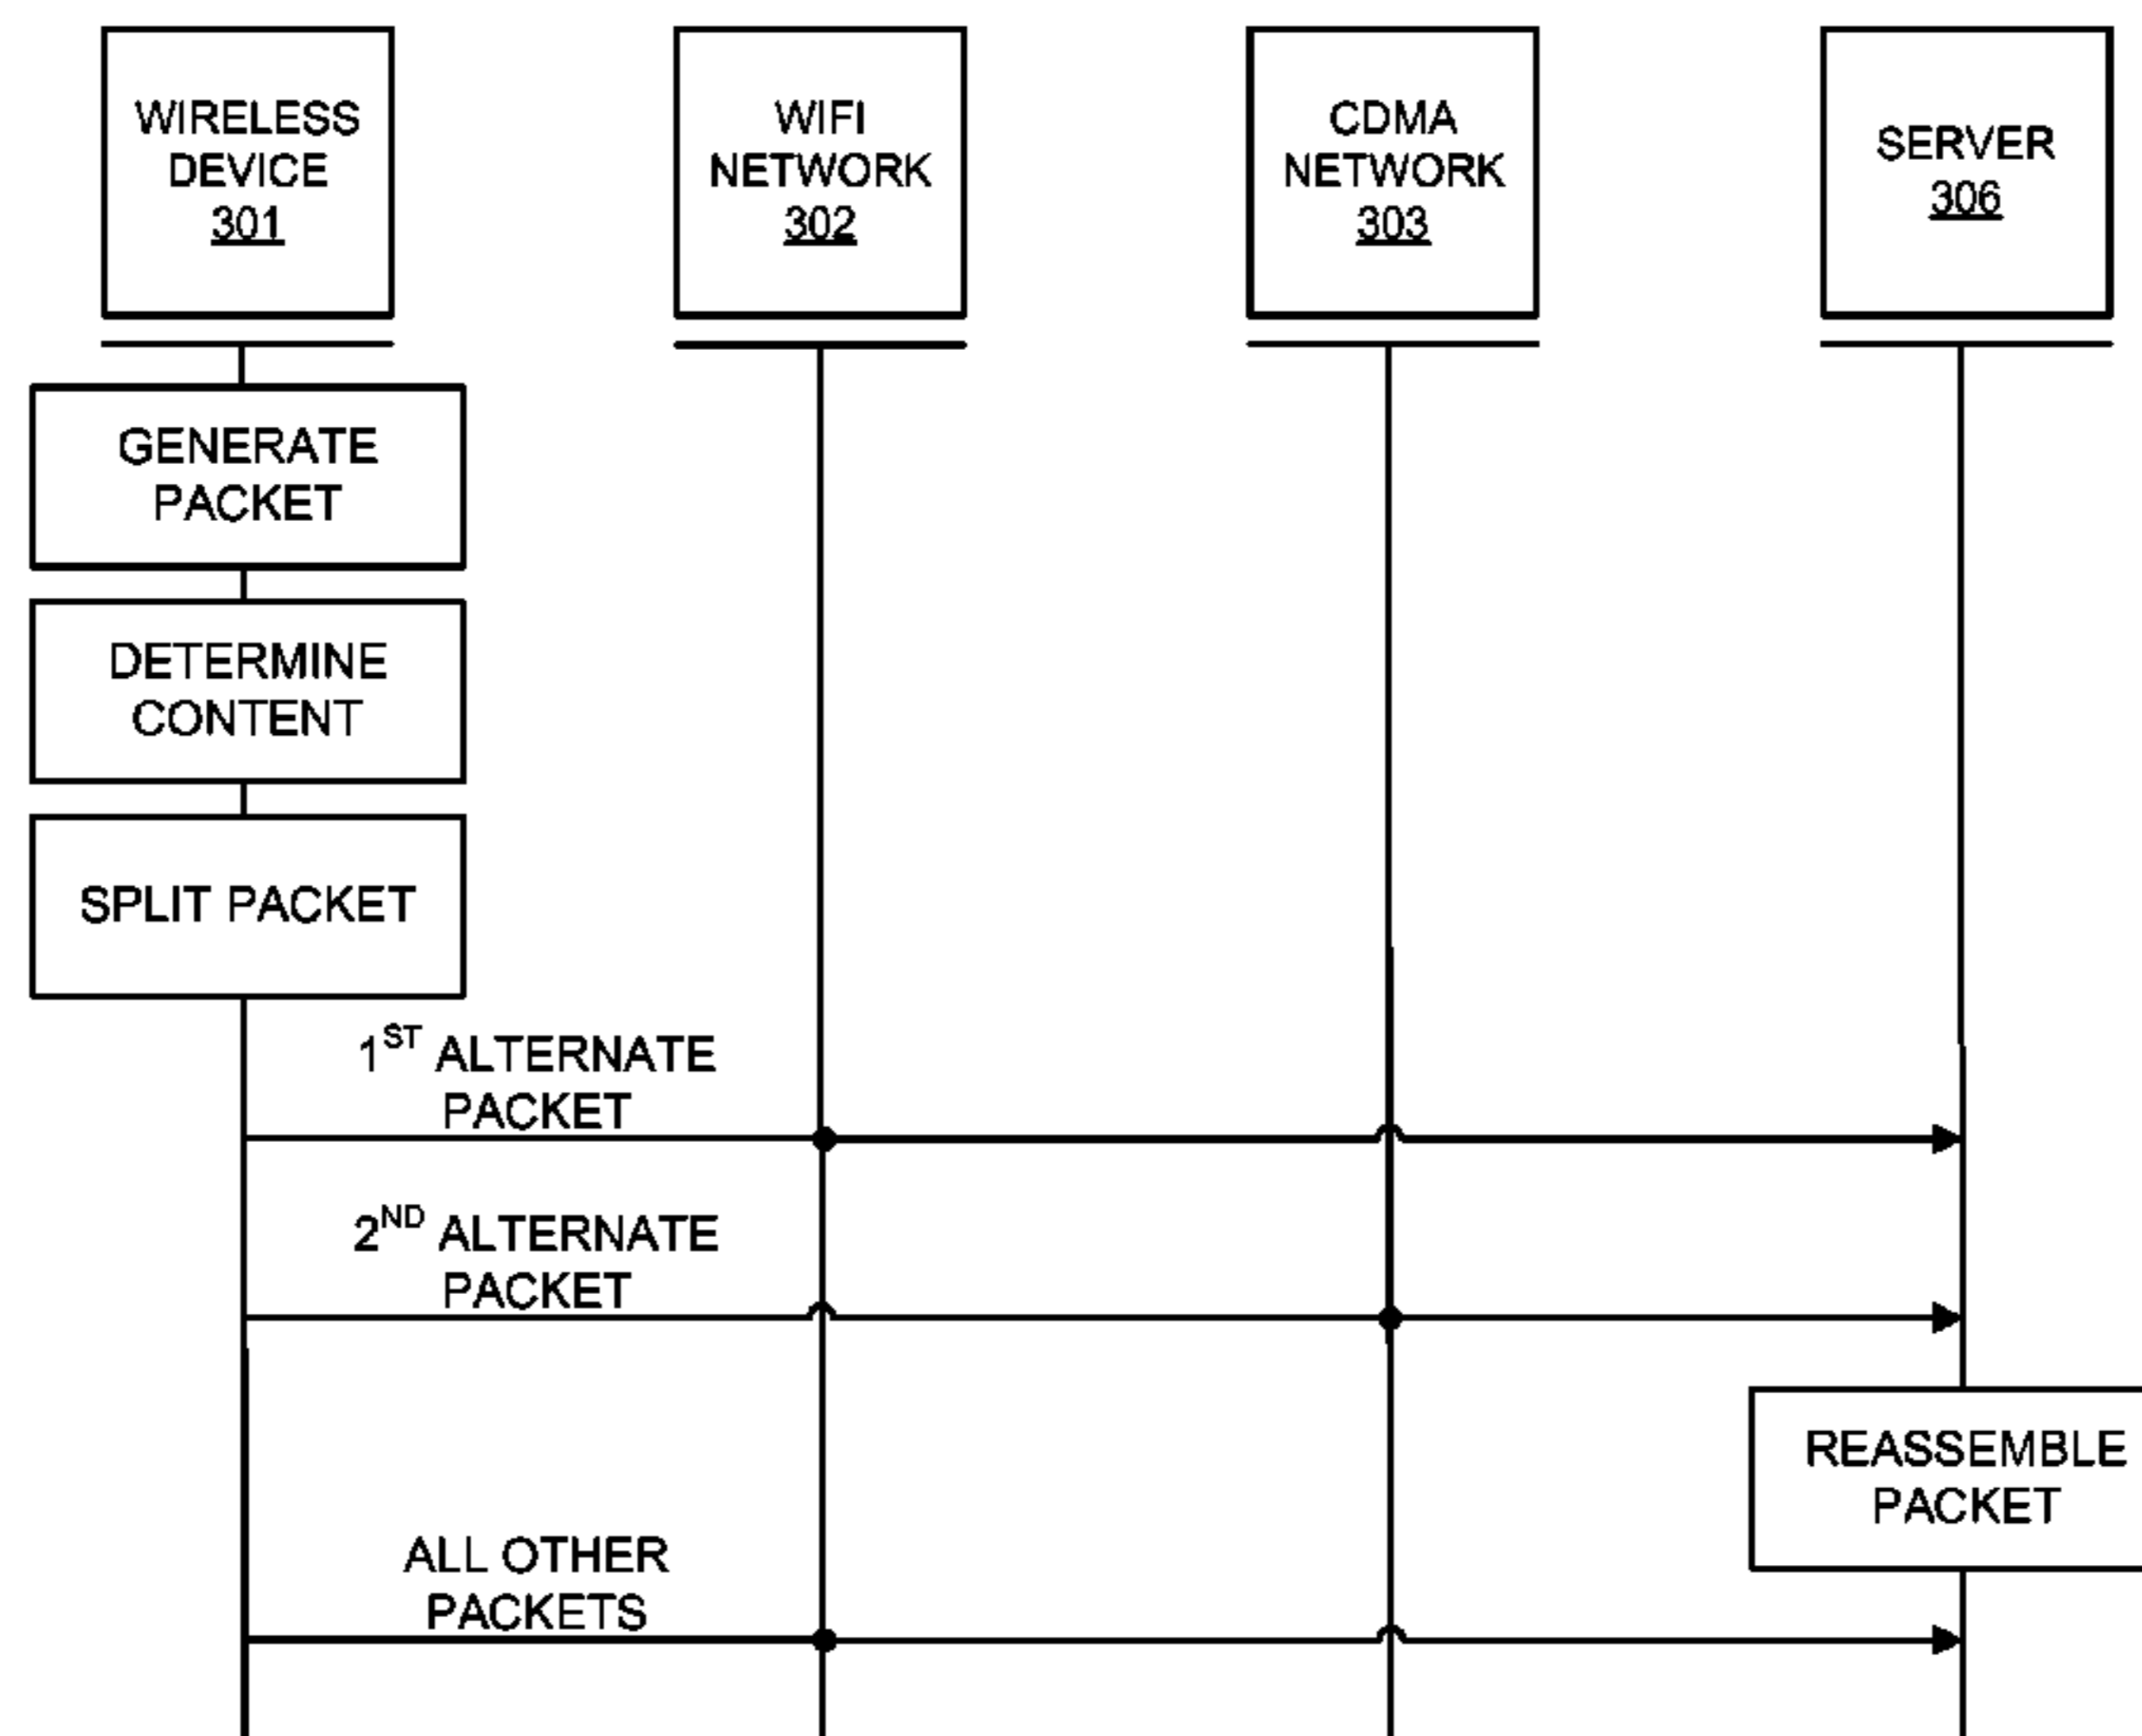 WIRELESS
DEVICE
301
WIFI
NETWORK
302
CDMA
NETWORK
303
SERVER
306
GENERATE
PACKET
DETERMINE
CONTENT
SPLIT PACKET
1ST ALTERNATE
PACKET
2ND ALTERNATE
PACKET
REASSEMBLE
PACKET
ALL OTHER
PACKETS